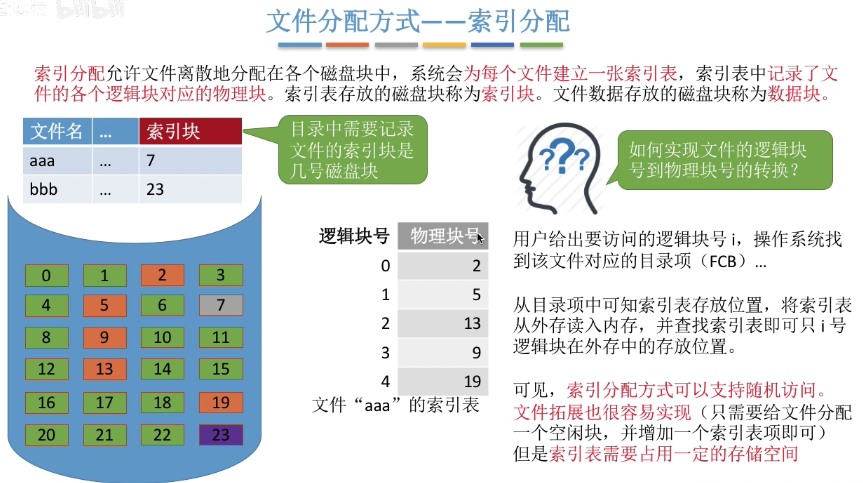 bilibili
文件分配方式——索引分配
索引分配允许文件离散地分配在各个磁盘块中，系统会为每个文件建立一张索引表，索引表中记录了文
件的各个逻辑块对应的物理块。索引表存放的磁盘块称为索引块。文件数据存放的磁盘块称为数据块。
文件名 ... 索引块
aaa ... 7
bbb ... 23
目录中需要记录
文件的索引块是
几号磁盘块
???
如何实现文件的逻辑块
号到物理块号的转换？
0 1 2 3
4 5 6 7
8 9 10 11
12 13 14 15
16 17 18 19
20 21 22 23
逻辑块号 物理块号
0 2
1 5
2 13
3 9
4 19
文件“aaa”的索引表
用户给出要访问的逻辑块号 i，操作系统找
到该文件对应的目录项（FCB）...
从目录项中可知索引表存放位置，将索引表
从外存读入内存，并查找索引表即可只 i 号
逻辑块在外存中的存放位置。
可见，索引分配方式可以支持随机访问。
文件拓展也很容易实现（只需要给文件分配
一个空闲块，并增加一个索引表项即可）
但是索引表需要占用一定的存储空间